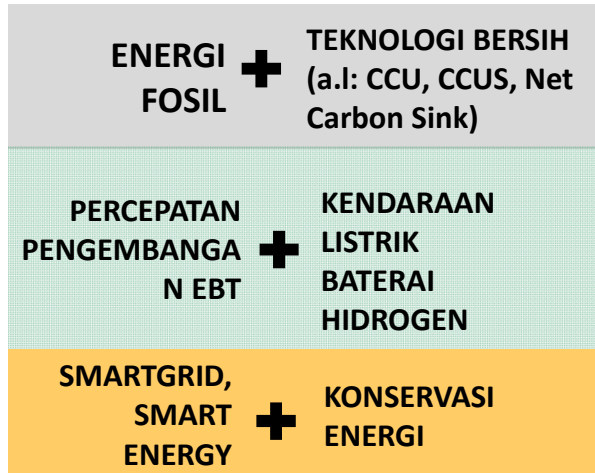 ENERGI
FOSIL
TEKNOLOGI BERSIH
(a.l: CCU, CCUS, Net
Carbon Sink)
PERCEPATAN
PENGEMBANGA
N EBT
KENDARAAN
LISTRIK
BATERAI
HIDROGEN
SMARTGRID,
SMART
ENERGY
KONSERVASI
ENERGI